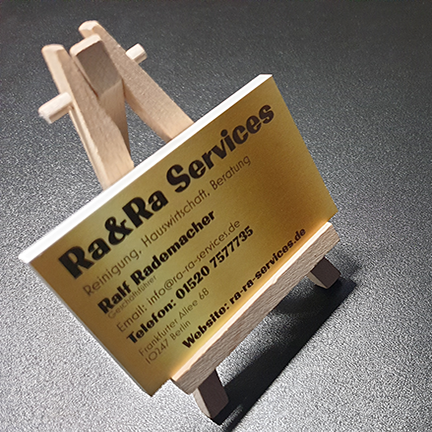 Ra&Ra Services
Reinigung, Hauswirtschaft, Beratung
Ralf Rademacher
Geschäftsführer
Email: info@ra-ra-services.de
Telefon: 01520 7577735
Frankfurter Allee 68
10247 Berlin
Website: ra-ra-services.de